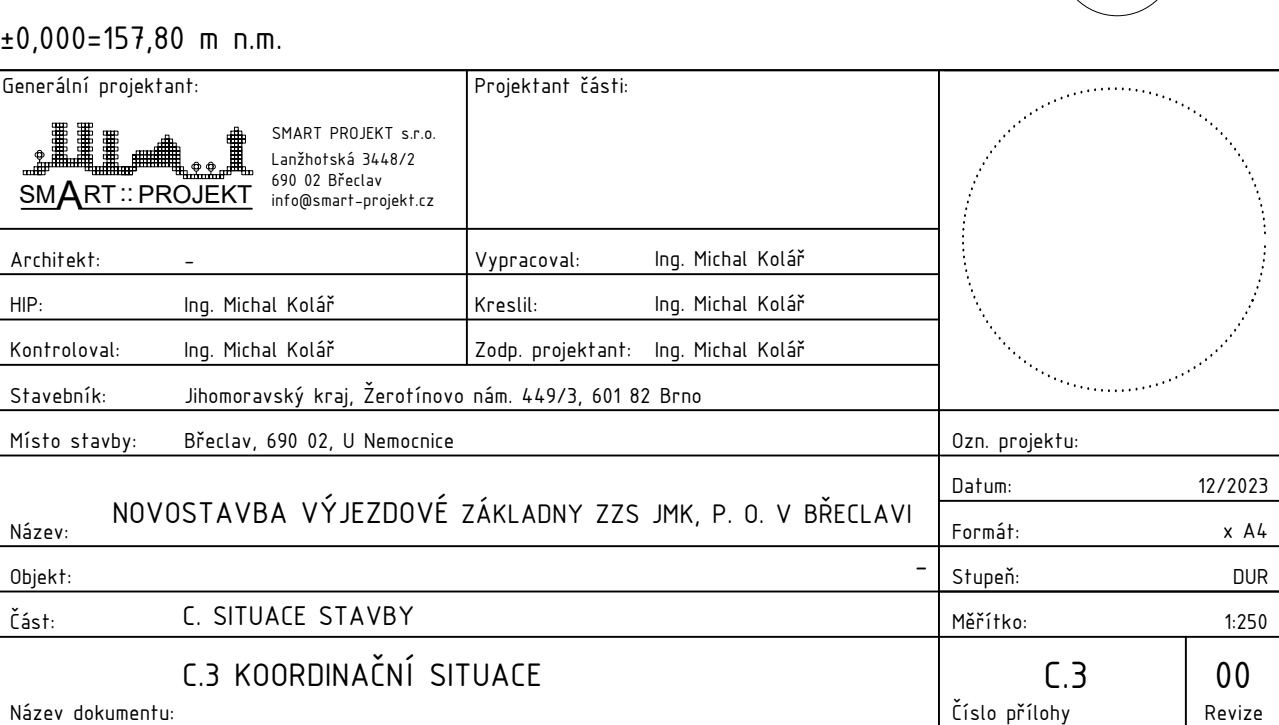 ±0,000=157,80 m n.m.
Generální projektant:
SMART :: PROJEKT
SMART PROJEKT s.r.o.
Lanžhotská 3448/2
690 02 Břeclav
info@smart-projekt.cz
Projektant části:
Architekt: -
Vypracoval: Ing. Michal Kolář
HIP: Ing. Michal Kolář
Kreslil: Ing. Michal Kolář
Kontroloval: Ing. Michal Kolář
Zodp. projektant: Ing. Michal Kolář
Stavebník: Jihomoravský kraj, Žerotínovo nám. 449/3, 601 82 Brno
Místo stavby: Břeclav, 690 02, U Nemocnice
Ozn. projektu:
Název: NOVOSTAVBA VÝJEZDOVÉ ZÁKLADNY ZZS JMK, P. O. V BŘECLAVI
Datum: 12/2023
Formát: x A4
Objekt: -
Stupeň: DUR
Část: C. SITUACE STAVBY
Měřítko: 1:250
C.3 KOORDINAČNÍ SITUACE
Název dokumentu:
C.3
Číslo přílohy
00
Revize